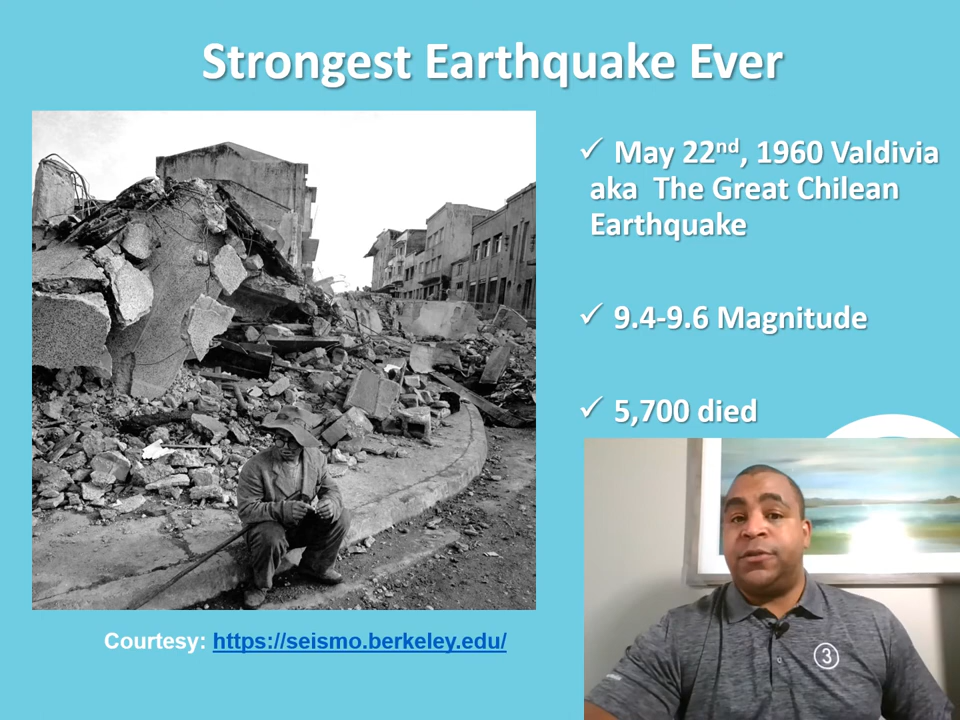 Strongest Earthquake Ever
✓ May 22nd, 1960 Valdivia
aka The Great Chilean
Earthquake
✓ 9.4-9.6 Magnitude
✓ 5,700 died
Courtesy: https://seismo.berkeley.edu/
3